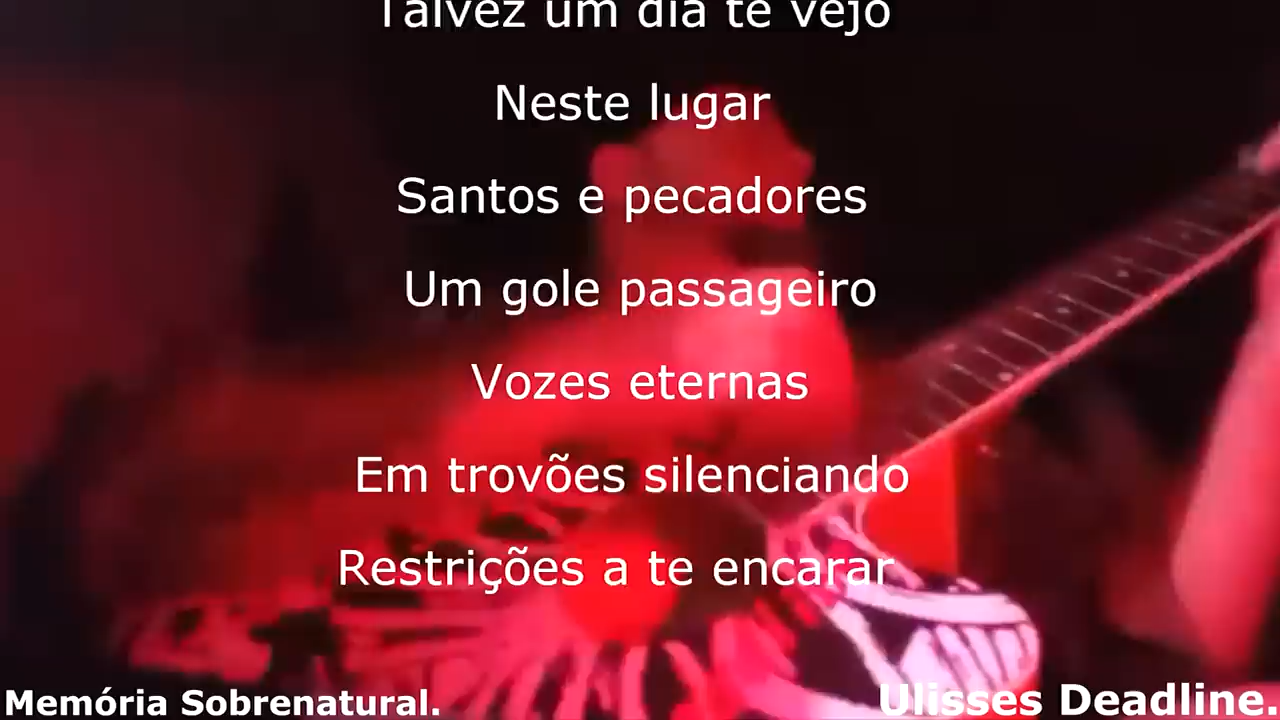 Talvez um dia te vejo
Neste lugar
Santos e pecadores
Um gole passageiro
Vozes eternas
Em trovões silenciando
Restrições a te encarar
Memória Sobrenatural.
Ulisses Deadline.